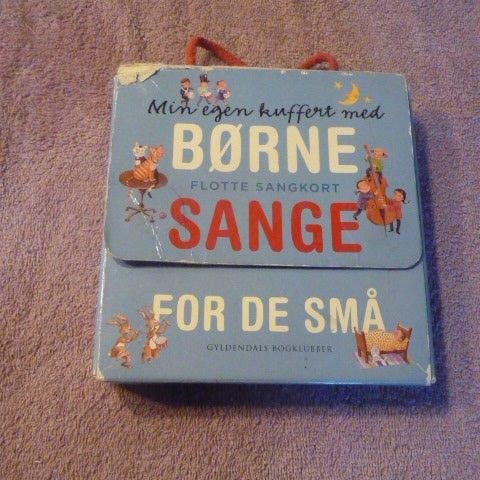 Min egen kuffert med
BØRNE
FLOTTE SANGKORT
SANGE
FOR DE SMÅ
GYLDENDALS BOGKLUBBER